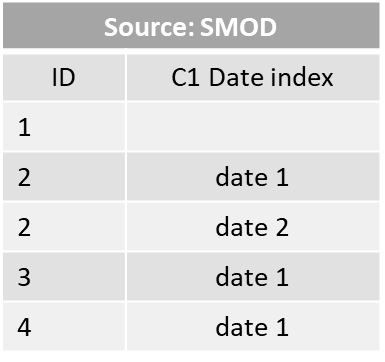 Source: SMOD
ID C1 Date index
1
2 date 1
2 date 2
3 date 1
4 date 1